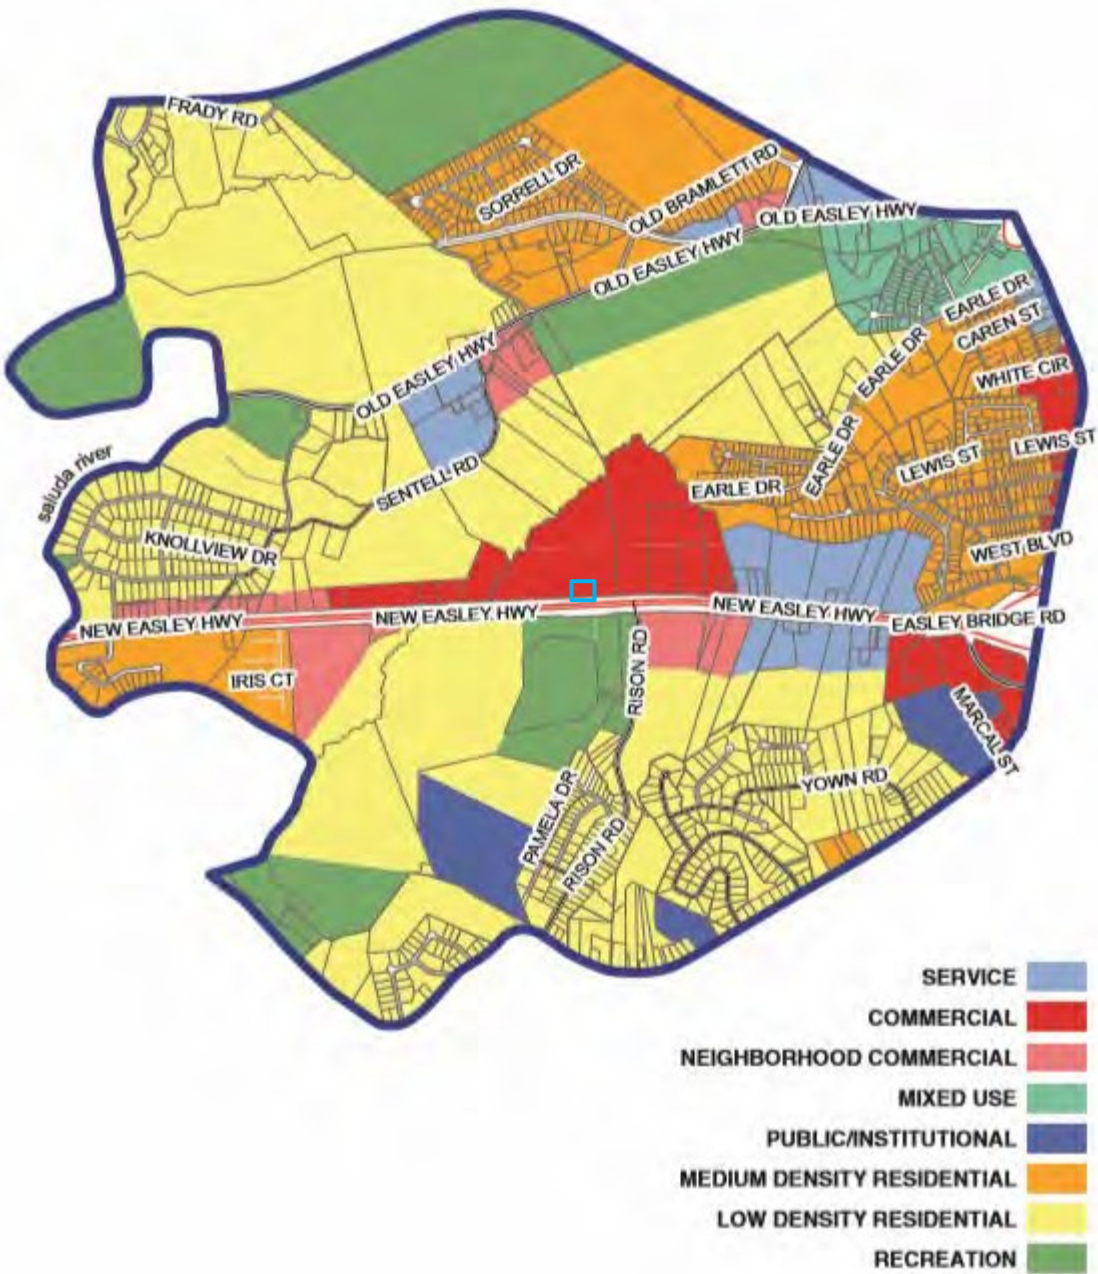 FRADY RD
SORRELL DR
OLD BRAMLETT RD
OLD EASLEY HWY
OLD EASLEY HWY
EARLE DR
CAREN ST
EARLE DR
OLD EASLEY HWY
WHITE CIR
EARLE DR
LEWIS ST
LEWIS ST
saluda river
SENTELL RD
EARLE DR
KNOLLVIEW DR
WEST BLVD
NEW EASLEY HWY
NEW EASLEY HWY
NEW EASLEY HWY
EASLEY BRIDGE RD
IRIS CT
RISON RD
MARCAL ST
YOWN RD
PAMELA DR
RISON RD
SERVICE
COMMERCIAL
NEIGHBORHOOD COMMERCIAL
MIXED USE
PUBLIC/INSTITUTIONAL
MEDIUM DENSITY RESIDENTIAL
LOW DENSITY RESIDENTIAL
RECREATION